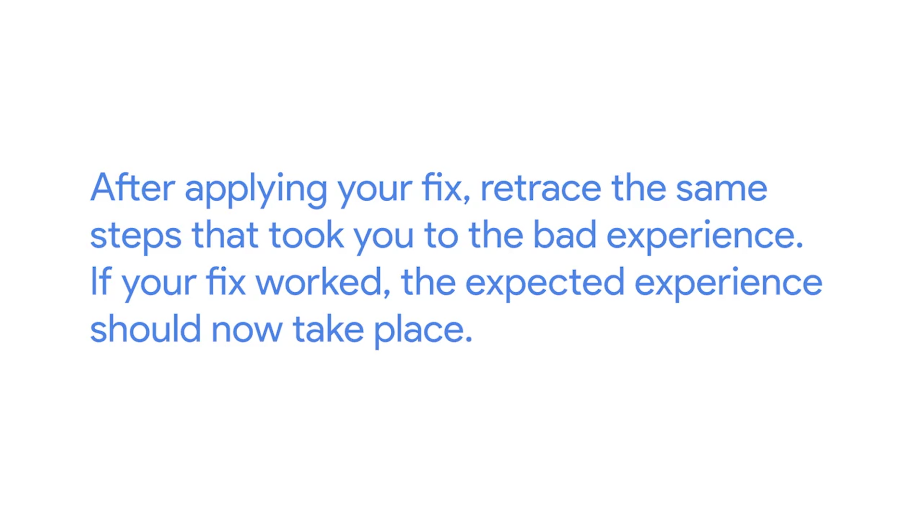 After applying your fix, retrace the same
steps that took you to the bad experience.
If your fix worked, the expected experience
should now take place.